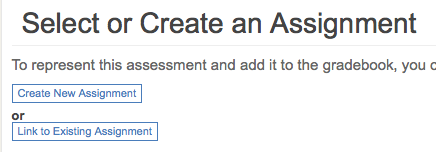 Select or Create an Assignment
To represent this assessment and add it to the gradebook, you
Create New Assignment
or
Link to Existing Assignment